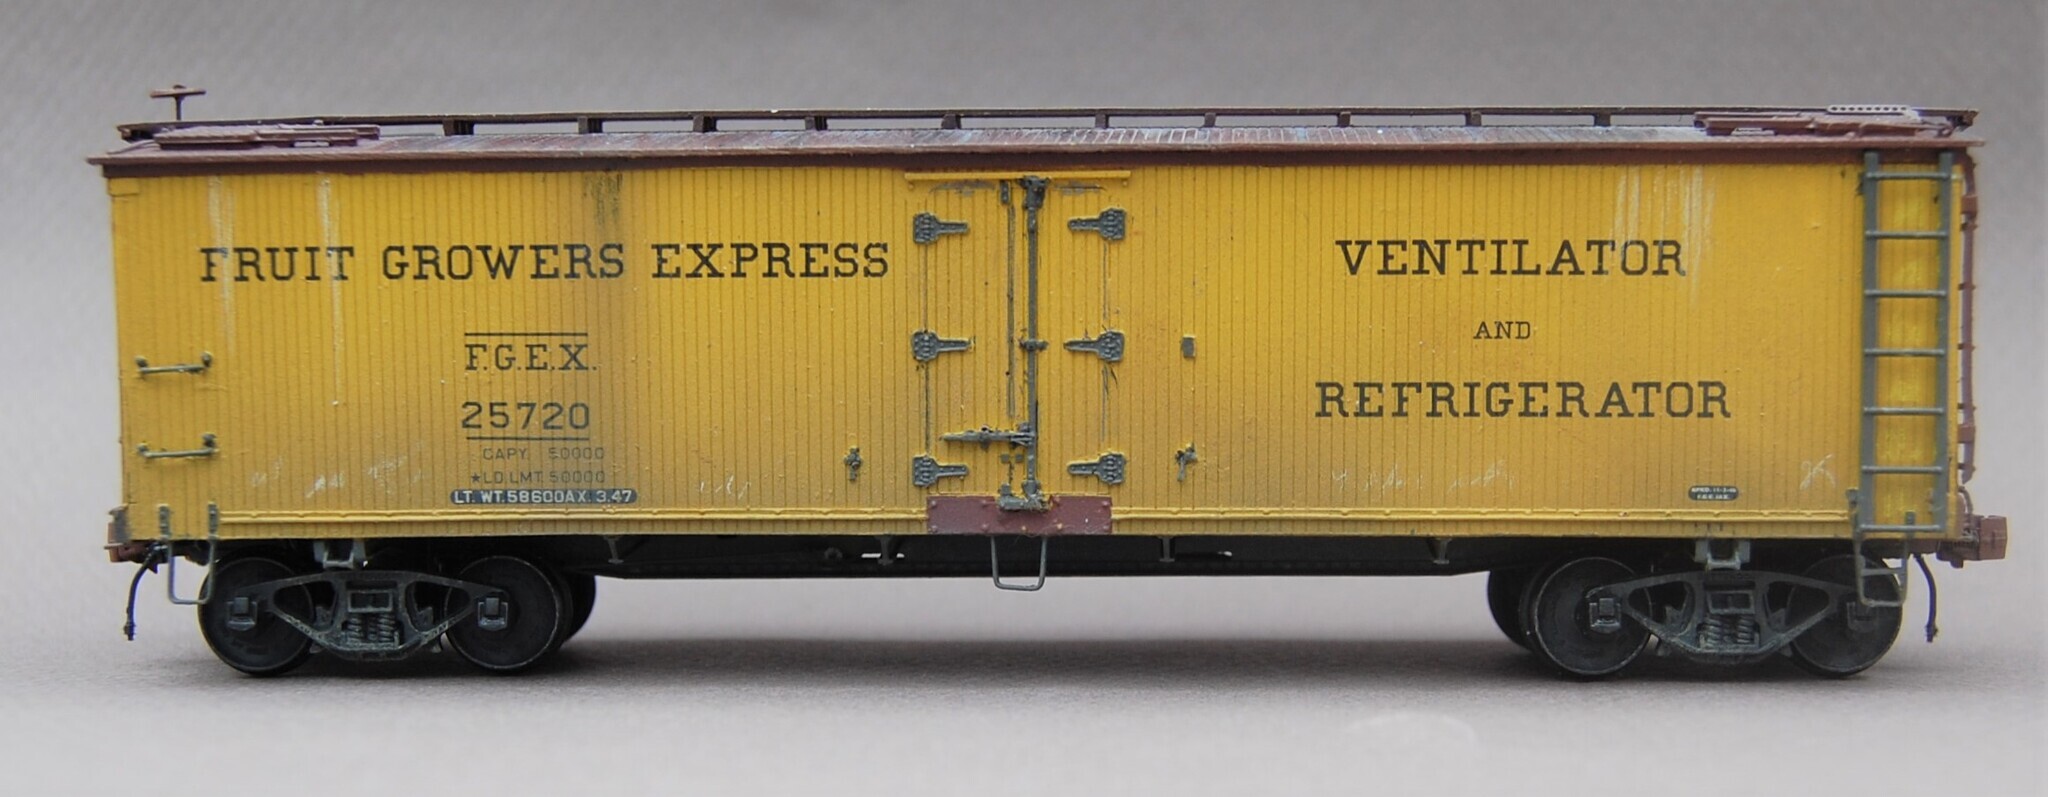 FRUIT GROWERS EXPRESS
F.G.E.X.
25720
CAPY. 50000
★LD.LMT. 50000
LT. WT. 58600 AX. 3.47
VENTILATOR
AND
REFRIGERATOR